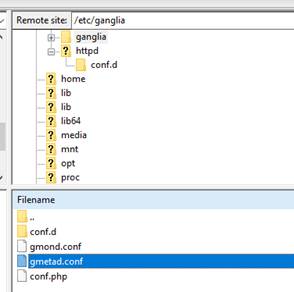 Remote site: /etc/ganglia
ganglia
httpd
conf.d
home
lib
lib
lib64
media
mnt
opt
proc
Filename
..
conf.d
gmond.conf
gmetad.conf
conf.php